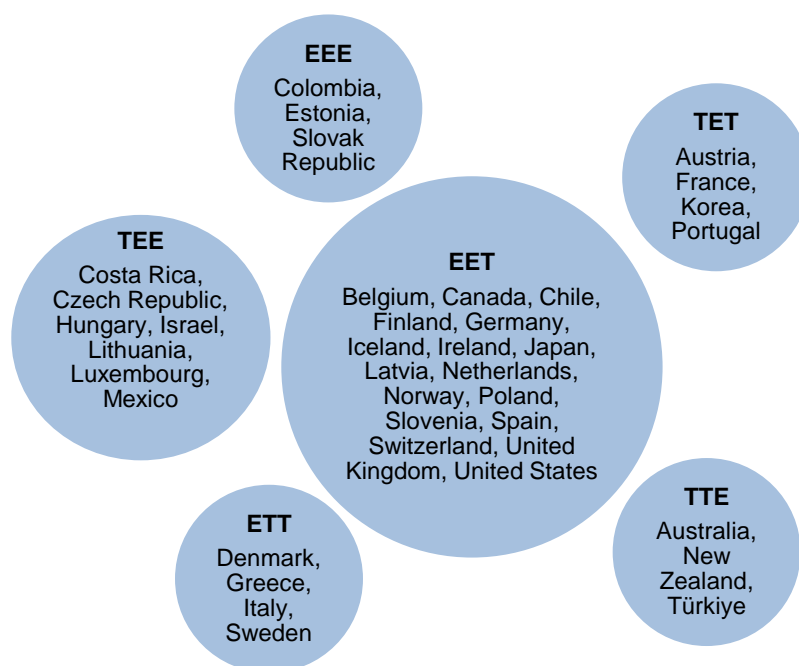 EEE
Colombia,
Estonia,
Slovak
Republic
TET
Austria,
France,
Korea,
Portugal
TEE
Costa Rica,
Czech Republic,
Hungary, Israel,
Lithuania,
Luxembourg,
Mexico
EET
Belgium, Canada, Chile,
Finland, Germany,
Iceland, Ireland, Japan,
Latvia, Netherlands,
Norway, Poland,
Slovenia, Spain,
Switzerland, United
Kingdom, United States
ETT
Denmark,
Greece,
Italy,
Sweden
TTE
Australia,
New
Zealand,
Türkiye